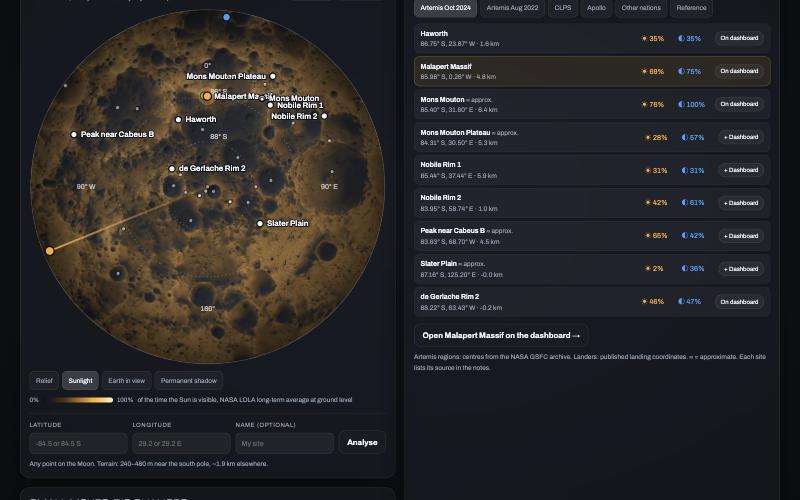 0°
Mons Mouton Plateau
Mons Mouton
Nobile Rim 1
Haworth
Nobile Rim 2
Peak near Cabeus B
88° S
de Gerlache Rim 2
90° W
90° E
Slater Plain
180°
Relief
Sunlight
Earth in view
Permanent shadow
0%
100% of the time the Sun is visible, NASA LOLA long-term average at ground level
LATITUDE
LONGITUDE
NAME (OPTIONAL)
-84.5 or 84.5 S
29.2 or 29.2 E
My site
Analyse
Any point on the Moon. Terrain: 240–480 m near the south pole, ~1.9 km elsewhere.
Artemis Oct 2024
Artemis Aug 2022
CLPS
Apollo
Other nations
Reference
Haworth
86.75° S, 23.87° W · 1.6 km
☀ 35% ◐ 35% On dashboard
Malapert Massif
85.98° S, 0.26° W · 4.8 km
☀ 69% ◐ 75% On dashboard
Mons Mouton ≈ approx.
85.40° S, 31.60° E · 6.4 km
☀ 76% ◐ 100% On dashboard
Mons Mouton Plateau ≈ approx.
84.31° S, 30.50° E · 5.3 km
☀ 28% ◐ 57% + Dashboard
Nobile Rim 1
85.44° S, 37.44° E · 5.9 km
☀ 31% ◐ 31% + Dashboard
Nobile Rim 2
83.95° S, 58.74° E · 1.0 km
☀ 42% ◐ 61% On dashboard
Peak near Cabeus B ≈ approx.
83.63° S, 68.70° W · 4.5 km
☀ 65% ◐ 42% + Dashboard
Slater Plain ≈ approx.
87.16° S, 125.20° E · -0.0 km
☀ 2% ◐ 36% + Dashboard
de Gerlache Rim 2
88.22° S, 63.43° W · -0.2 km
☀ 46% ◐ 47% On dashboard
Open Malapert Massif on the dashboard →
Artemis regions: centres from the NASA GSFC archive. Landers: published landing coordinates. ≈ = approximate. Each site
lists its source in the notes.